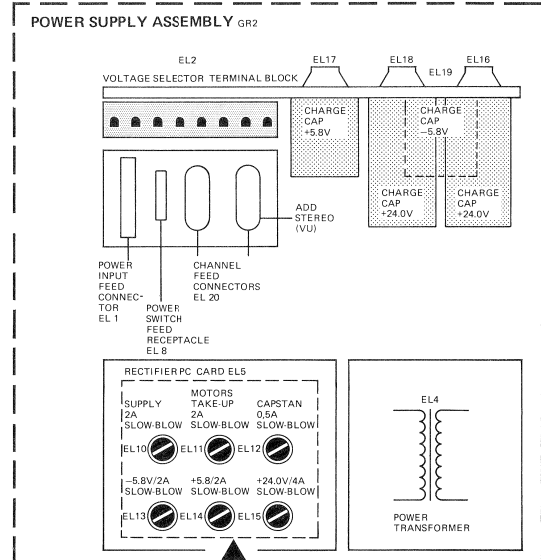 POWER SUPPLY ASSEMBLY GR2
EL2
VOLTAGE SELECTOR TERMINAL BLOCK
EL17
EL18
EL19
EL16
CHARGE
CAP
+5.8V
CHARGE
CAP
−5.8V
CHARGE
CAP
+24.0V
CHARGE
CAP
+24.0V
ADD
STEREO
(VU)
POWER
INPUT
FEED
CONNEC-
TOR
EL 1
POWER
SWITCH
FEED
RECEPTACLE
EL 8
CHANNEL
FEED
CONNECTORS
EL 20
RECTIFIER PC CARD EL5
SUPPLY
2A
SLOW-BLOW
MOTORS
TAKE-UP
2A
SLOW-BLOW
CAPSTAN
0,5A
SLOW-BLOW
EL10
EL11
EL12
−5.8V/2A
SLOW-BLOW
+5.8/2A
SLOW-BLOW
+24.0V/4A
SLOW-BLOW
EL13
EL14
EL15
EL4
POWER
TRANSFORMER